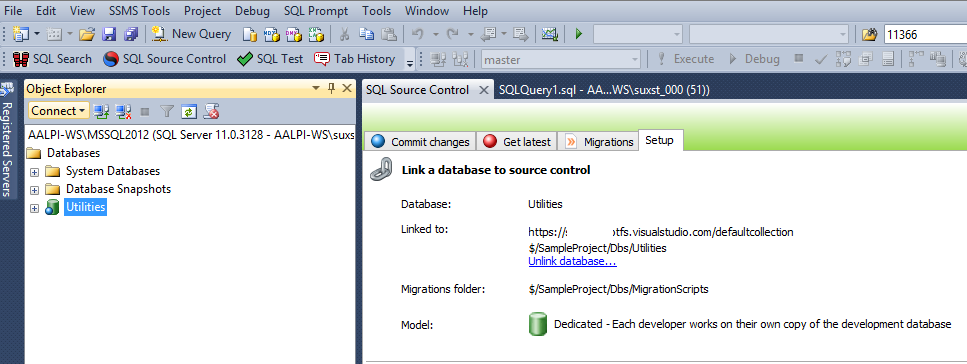 File Edit View SSMS Tools Project Debug SQL Prompt Tools Window Help
New Query 11366
SQL Search SQL Source Control SQL Test Tab History master Execute Debug
Registered Servers
Object Explorer
Connect
AALPI-WS\MSSQL2012 (SQL Server 11.0.3128 - AALPI-WS\suxs
Databases
System Databases
Database Snapshots
Utilities
SQL Source Control SQLQuery1.sql - AA...WS\suxst_000 (51))
Commit changes Get latest Migrations Setup
Link a database to source control
Database: Utilities
Linked to: https://s otfs.visualstudio.com/defaultcollection
$/SampleProject/Dbs/Utilities
Unlink database...
Migrations folder: $/SampleProject/Dbs/MigrationScripts
Model: Dedicated - Each developer works on their own copy of the development database